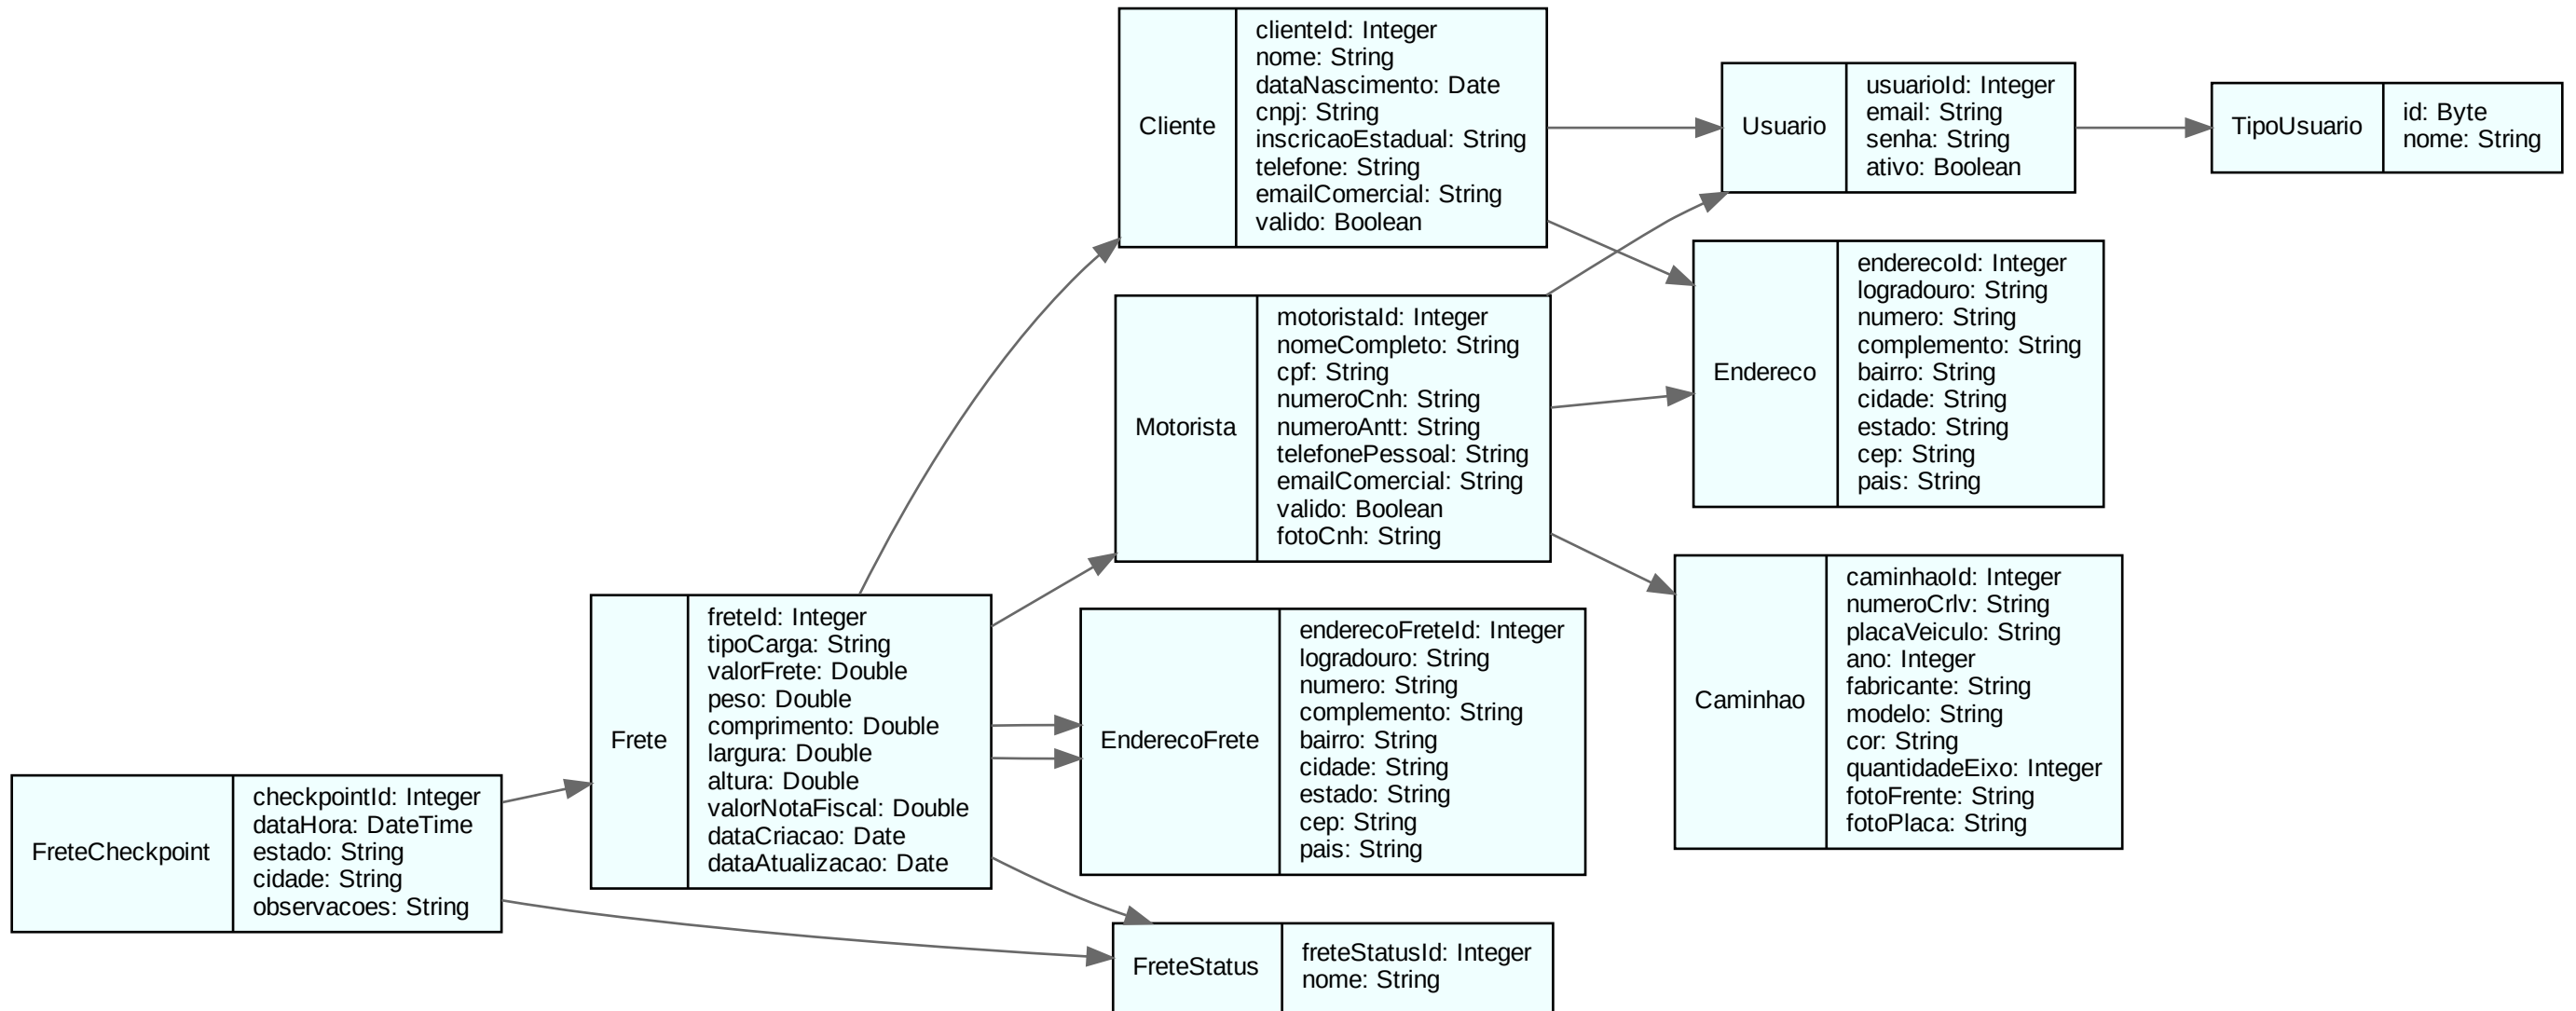 Cliente
clienteId: Integer
nome: String
dataNascimento: Date
cnpj: String
inscricaoEstadual: String
telefone: String
emailComercial: String
valido: Boolean
Usuario
usuarioId: Integer
email: String
senha: String
ativo: Boolean
TipoUsuario
id: Byte
nome: String
Motorista
motoristaId: Integer
nomeCompleto: String
cpf: String
numeroCnh: String
numeroAntt: String
telefonePessoal: String
emailComercial: String
valido: Boolean
fotoCnh: String
Endereco
enderecoId: Integer
logradouro: String
numero: String
complemento: String
bairro: String
cidade: String
estado: String
cep: String
pais: String
Caminhao
caminhaoId: Integer
numeroCrlv: String
placaVeiculo: String
ano: Integer
fabricante: String
modelo: String
cor: String
quantidadeEixo: Integer
fotoFrente: String
fotoPlaca: String
Frete
freteId: Integer
tipoCarga: String
valorFrete: Double
peso: Double
comprimento: Double
largura: Double
altura: Double
valorNotaFiscal: Double
dataCriacao: Date
dataAtualizacao: Date
EnderecoFrete
enderecoFreteId: Integer
logradouro: String
numero: String
complemento: String
bairro: String
cidade: String
estado: String
cep: String
pais: String
FreteCheckpoint
checkpointId: Integer
dataHora: DateTime
estado: String
cidade: String
observacoes: String
FreteStatus
freteStatusId: Integer
nome: String